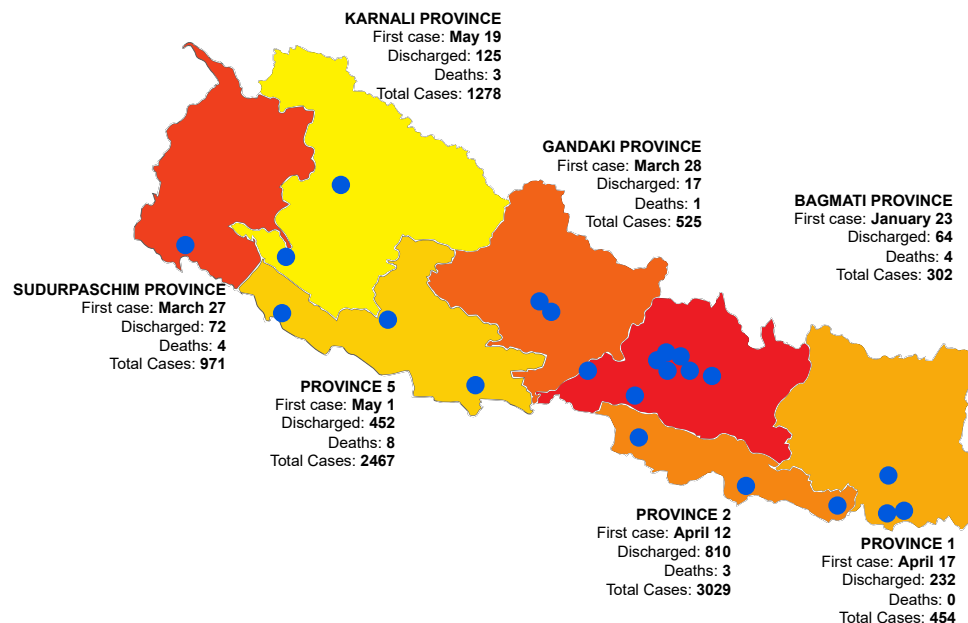 KARNALI PROVINCE
First case: May 19
Discharged: 125
Deaths: 3
Total Cases: 1278
GANDAKI PROVINCE
First case: March 28
Discharged: 17
Deaths: 1
Total Cases: 525
BAGMATI PROVINCE
First case: January 23
Discharged: 64
Deaths: 4
Total Cases: 302
SUDURPASCHIM PROVINCE
First case: March 27
Discharged: 72
Deaths: 4
Total Cases: 971
PROVINCE 5
First case: May 1
Discharged: 452
Deaths: 8
Total Cases: 2467
PROVINCE 2
First case: April 12
Discharged: 810
Deaths: 3
Total Cases: 3029
PROVINCE 1
First case: April 17
Discharged: 232
Deaths: 0
Total Cases: 454